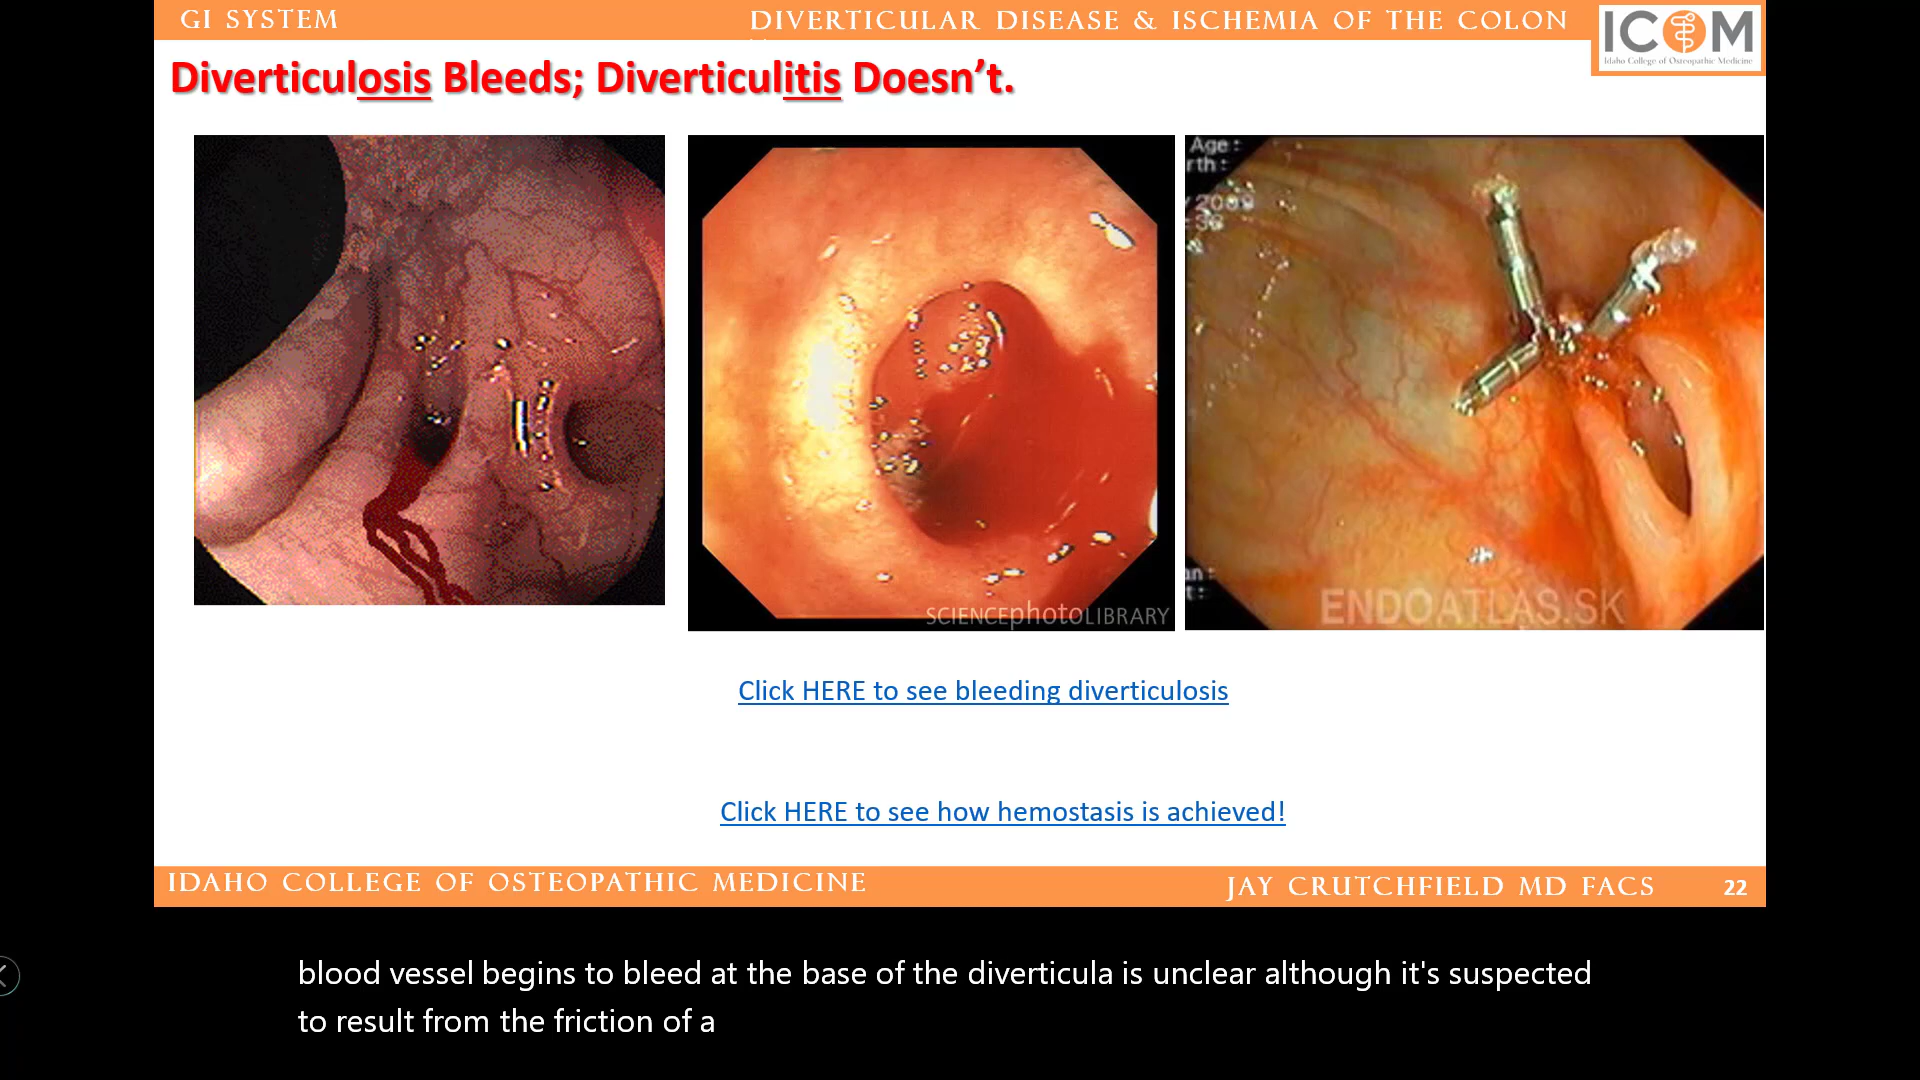 GI SYSTEM
DIVERTICULAR DISEASE & ISCHEMIA OF THE COLON
ICOM
Idaho College of Osteopathic Medicine
Diverticulosis Bleeds; Diverticulitis Doesn’t.
Age :
rth :
/2009
SCIENCEphotoLIBRARY
ENDOATLAS.SK
Click HERE to see bleeding diverticulosis
Click HERE to see how hemostasis is achieved!
IDAHO COLLEGE OF OSTEOPATHIC MEDICINE
JAY CRUTCHFIELD MD FACS 22
blood vessel begins to bleed at the base of the diverticula is unclear although it's suspected
to result from the friction of a